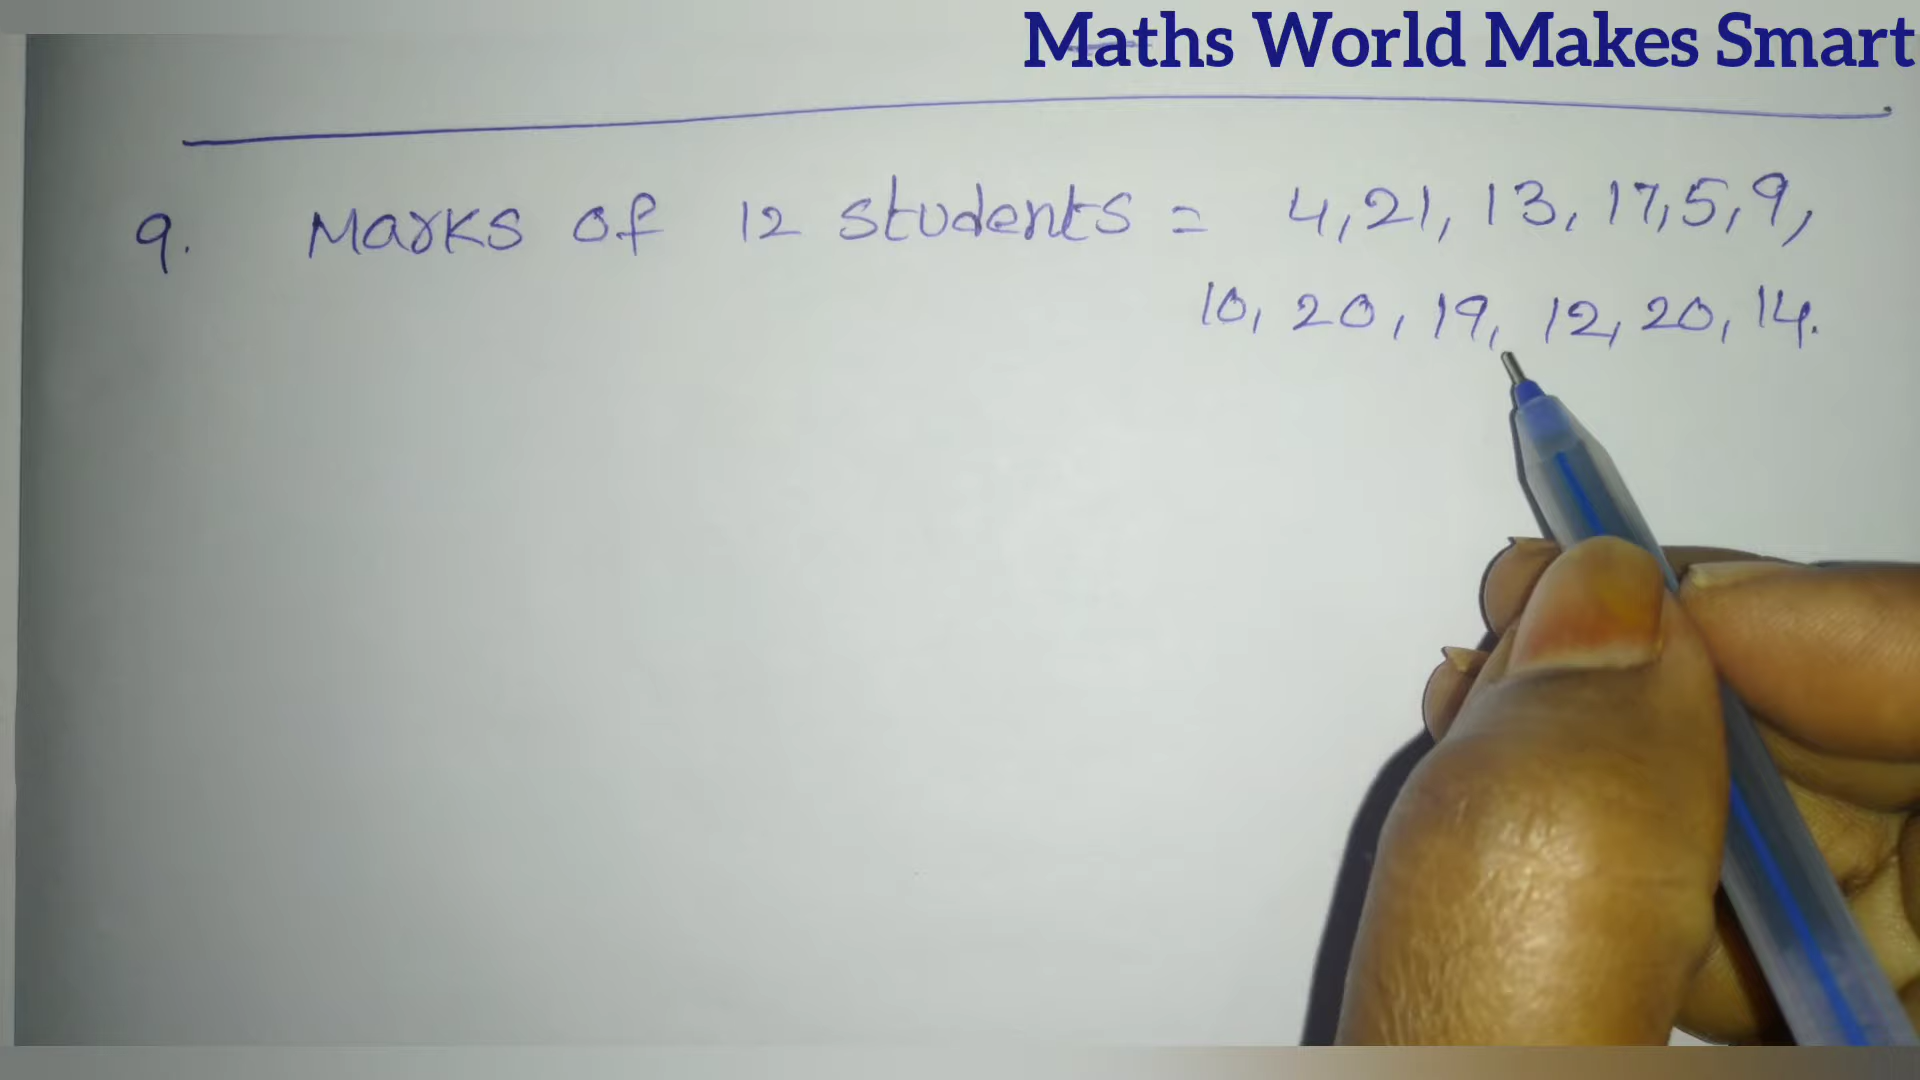 Maths World Makes Smart
9. Marks of 12 students = 4, 21, 13, 17, 5, 9,
10, 20, 19, 12, 20, 14.